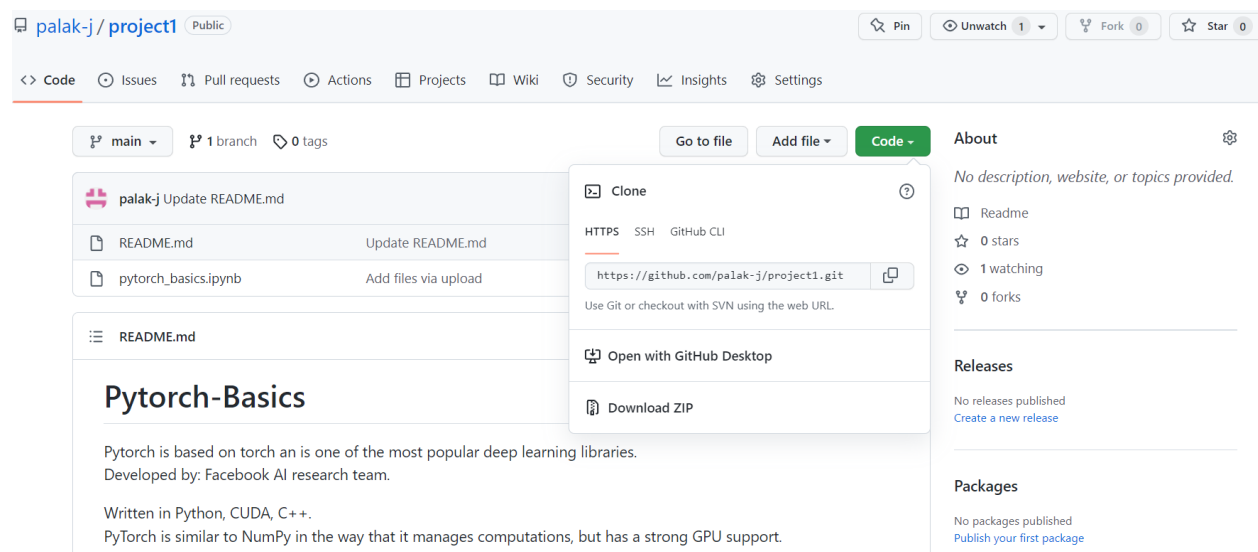 palak-j / project1 Public
Pin
Unwatch 1
Fork 0
Star 0
Code Issues Pull requests Actions Projects Wiki Security Insights Settings
main 1 branch 0 tags
Go to file Add file Code
palak-j Update README.md
README.md Update README.md
pytorch_basics.ipynb Add files via upload
Clone
HTTPS SSH GitHub CLI
https://github.com/palak-j/project1.git
Use Git or checkout with SVN using the web URL.
Open with GitHub Desktop
Download ZIP
README.md
Pytorch-Basics
Pytorch is based on torch an is one of the most popular deep learning libraries.
Developed by: Facebook AI research team.
Written in Python, CUDA, C++.
PyTorch is similar to NumPy in the way that it manages computations, but has a strong GPU support.
About
No description, website, or topics provided.
Readme
0 stars
1 watching
0 forks
Releases
No releases published
Create a new release
Packages
No packages published
Publish your first package